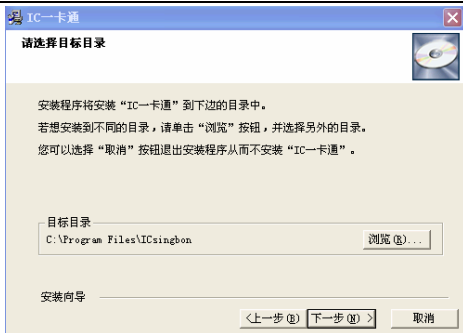 IC一卡通
请选择目标目录
安装程序将安装“IC一卡通”到下边的目录中。
若想安装到不同的目录,请单击“浏览”按钮,并选择另外的目录。
您可以选择“取消”按钮退出安装程序从而不安装“IC一卡通”。
目标目录
C:\Program Files\ICsingbon
浏览(R)...
安装向导
<上一步(B)
下一步(N) >
取消